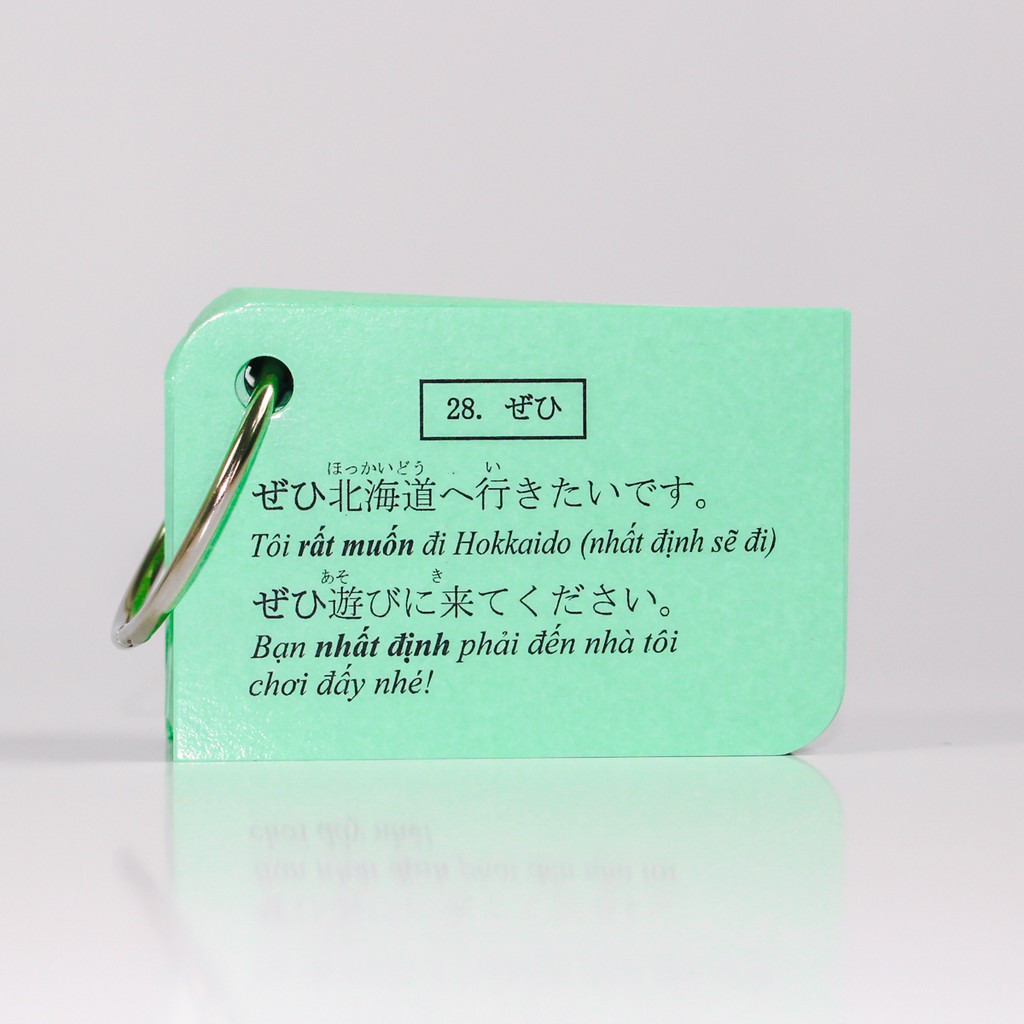 28. ぜひ
ほっかいどう い
ぜひ北海道へ行きたいです。
Tôi rất muốn đi Hokkaido (nhất định sẽ đi)
あそ き
ぜひ遊びに来てください。
Bạn nhất định phải đến nhà tôi
chơi đấy nhé!